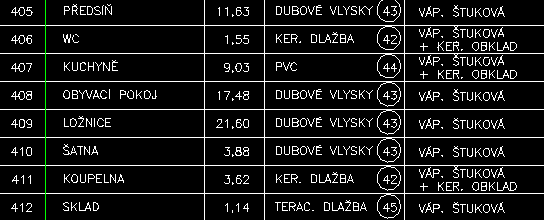 405 PŘEDSÍŇ 11,63 DUBOVÉ VLYSKY 43 VÁP. ŠTUKOVÁ
406 WC 1,55 KER. DLAŽBA 42 VÁP. ŠTUKOVÁ
+ KER. OBKLAD
407 KUCHYNĚ 9,03 PVC 44 VÁP. ŠTUKOVÁ
+ KER. OBKLAD
408 OBÝVACÍ POKOJ 17,48 DUBOVÉ VLYSKY 43 VÁP. ŠTUKOVÁ
409 LOŽNICE 21,60 DUBOVÉ VLYSKY 43 VÁP. ŠTUKOVÁ
410 ŠATNA 3,88 DUBOVÉ VLYSKY 43 VÁP. ŠTUKOVÁ
411 KOUPELNA 3,62 KER. DLAŽBA 42 VÁP. ŠTUKOVÁ
+ KER. OBKLAD
412 SKLAD 1,14 TERAC. DLAŽBA 45 VÁP. ŠTUKOVÁ